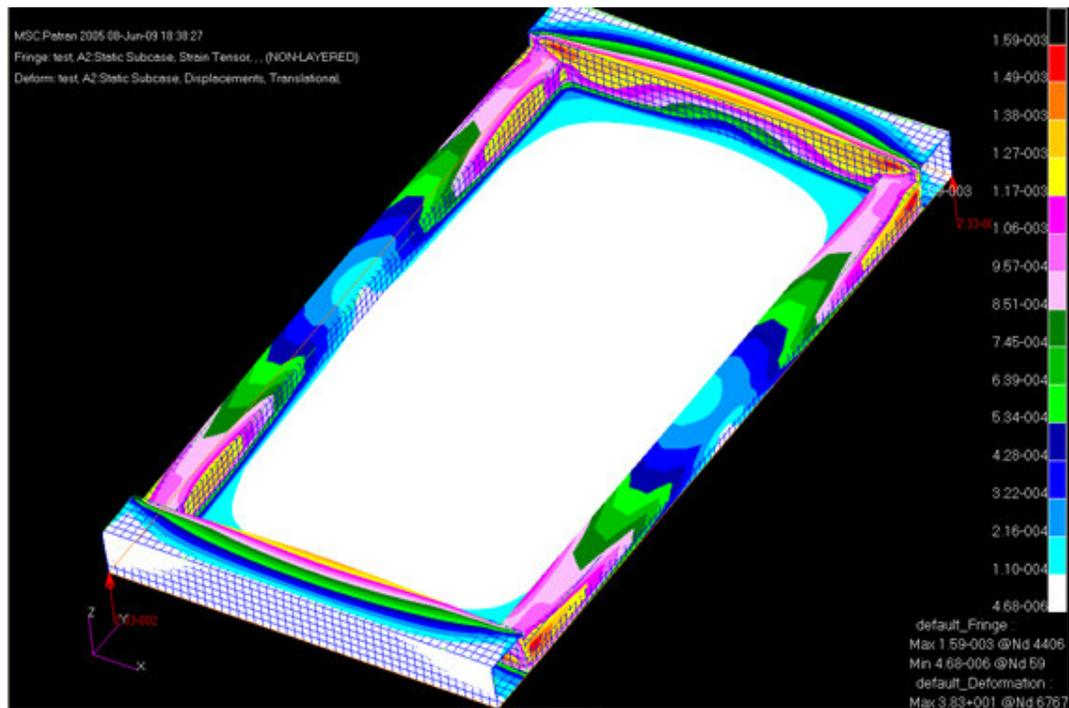 MSC.Patran 2005 08-Jun-09 18:38:27
Fringe: test, A2:Static Subcase, Strain Tensor, , , (NON-LAYERED)
Deform: test, A2:Static Subcase, Displacements, Translational,
1.59-003
1.49-003
1.38-003
1.27-003
1.17-003
1.06-003
9.57-004
8.51-004
7.45-004
6.39-004
5.34-004
4.28-004
3.22-004
2.16-004
1.10-004
4.68-006
Z
Y
X
default_Fringe :
Max 1.59-003 @Nd 4406
Min 4.68-006 @Nd 59
default_Deformation :
Max 3.83+001 @Nd 6767